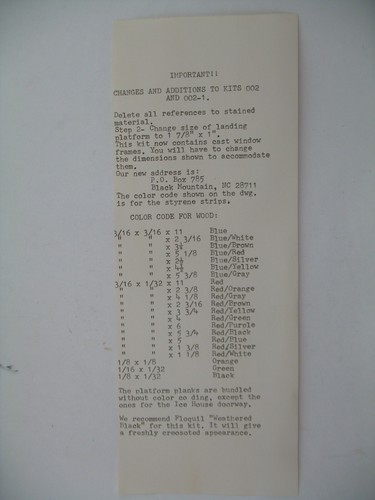 IMPORTANT!!
CHANGES AND ADDITIONS TO KITS 002
AND 002-1.
Delete all references to stained
material.
Step 2- Change size of landing
platform to 1 7/8" x 1".
This kit now contains cast window
frames. You will have to change
the dimensions shown to accommodate
them.
Our new address is:
P.O. Box 785
Black Mountain, NC 28711
The color code shown on the dwg.
is for the styrene strips.
COLOR CODE FOR WOOD:
3/16 x 3/16 x 11 Blue
" " x 2 3/16 Blue/White
" " x 3¼ Blue/Brown
" " x 5 1/8 Blue/Red
" " x 2½ Blue/Silver
" " x 4½ Blue/Yellow
" " x 5 3/8 Blue/Gray
3/16 x 1/32 x 11 Red
" " x 2 3/8 Red/Orange
" " x 4 1/8 Red/Gray
" " x 2 3/16 Red/Brown
" " x 3 3/4 Red/Yellow
" " x 4 Red/Green
" " x 6 Red/Purple
" " x 5 3/4 Red/Black
" " x 5 Red/Blue
" " x 1 3/8 Red/Silver
" " x 1 1/8 Red/White
1/8 x 1/8 Orange
1/16 x 1/32 Green
1/8 x 1/32 Black
The platform planks are bundled
without color co ding, except the
ones for the Ice House doorway.
We recommend Floquil "Weathered
Black" for this kit. It will give
a freshly creosoted appearance.